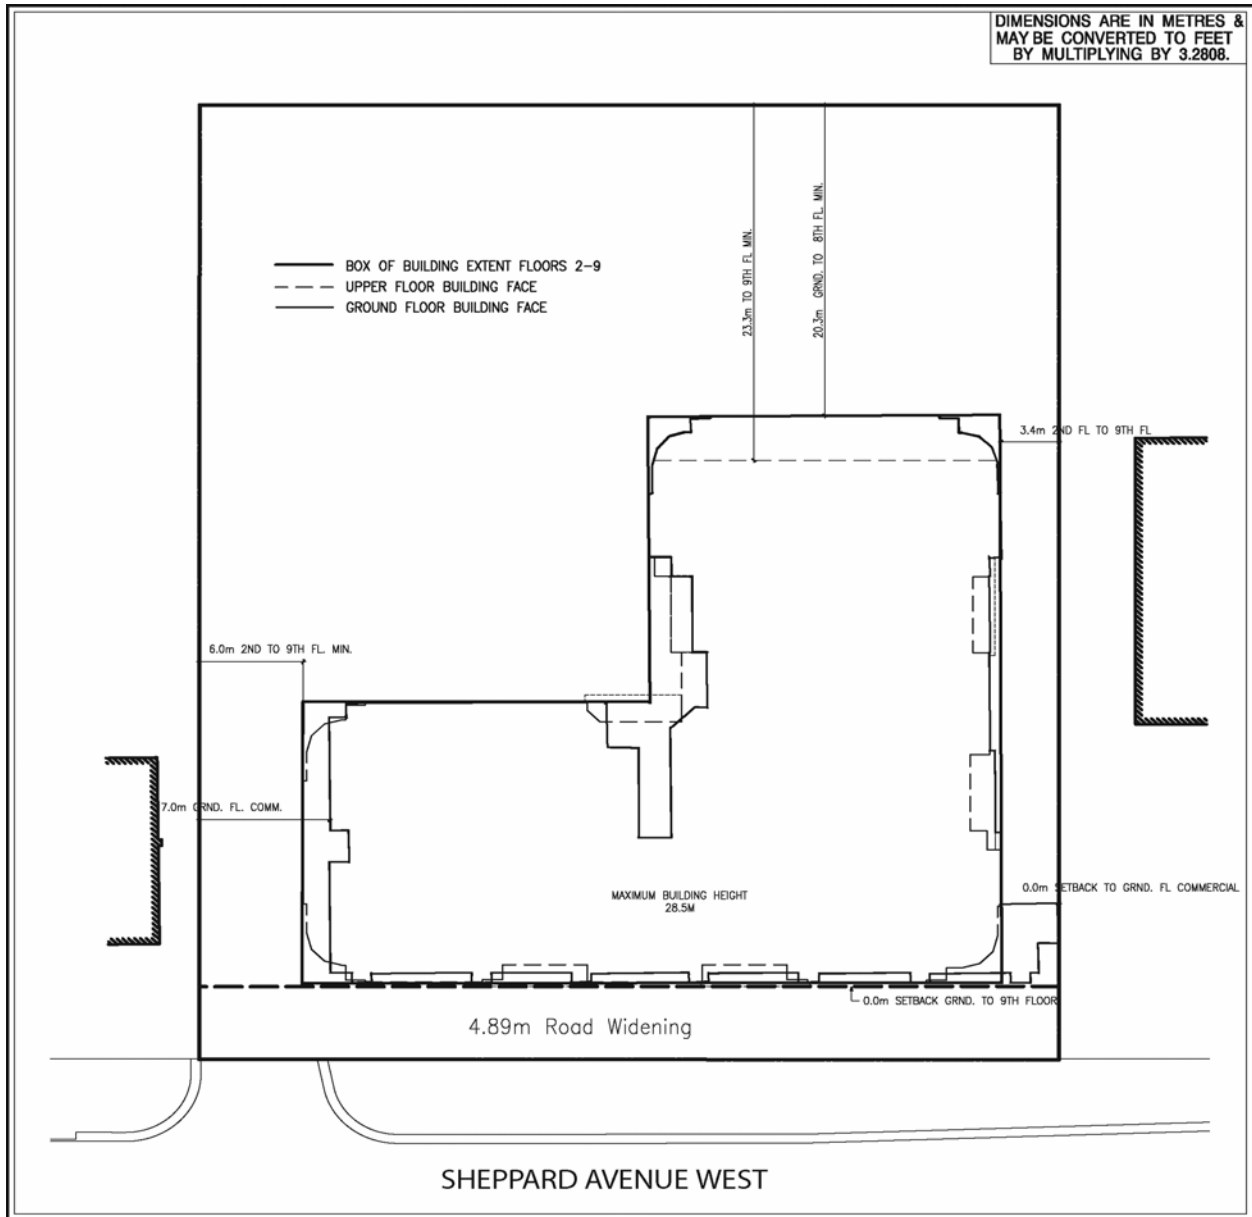 DIMENSIONS ARE IN METRES &
MAY BE CONVERTED TO FEET
BY MULTIPLYING BY 3.2808.
23.3m TO 9TH FL MIN.
20.3m GRND. TO 8TH FL MIN.
BOX OF BUILDING EXTENT FLOORS 2-9
UPPER FLOOR BUILDING FACE
GROUND FLOOR BUILDING FACE
3.4m 2ND FL TO 9TH FL
6.0m 2ND TO 9TH FL. MIN.
7.0m GRND. FL. COMM.
MAXIMUM BUILDING HEIGHT
28.5M
0.0m SETBACK TO GRND. FL COMMERCIAL
0.0m SETBACK GRND. TO 9TH FLOOR
4.89m Road Widening
SHEPPARD AVENUE WEST